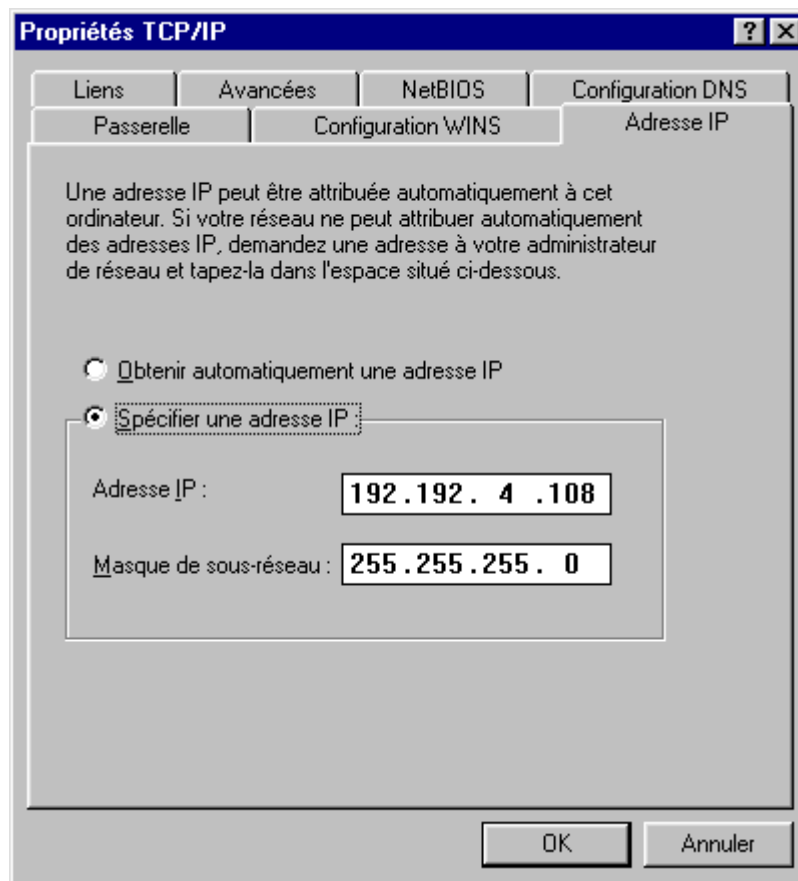 Propriétés TCP/IP
Liens Avancées NetBIOS Configuration DNS
Passerelle Configuration WINS Adresse IP
Une adresse IP peut être attribuée automatiquement à cet
ordinateur. Si votre réseau ne peut attribuer automatiquement
des adresses IP, demandez une adresse à votre administrateur
de réseau et tapez-la dans l'espace situé ci-dessous.
Obtenir automatiquement une adresse IP
Spécifier une adresse IP :
Adresse IP : 192.192. 4 .108
Masque de sous-réseau : 255.255.255. 0
OK Annuler